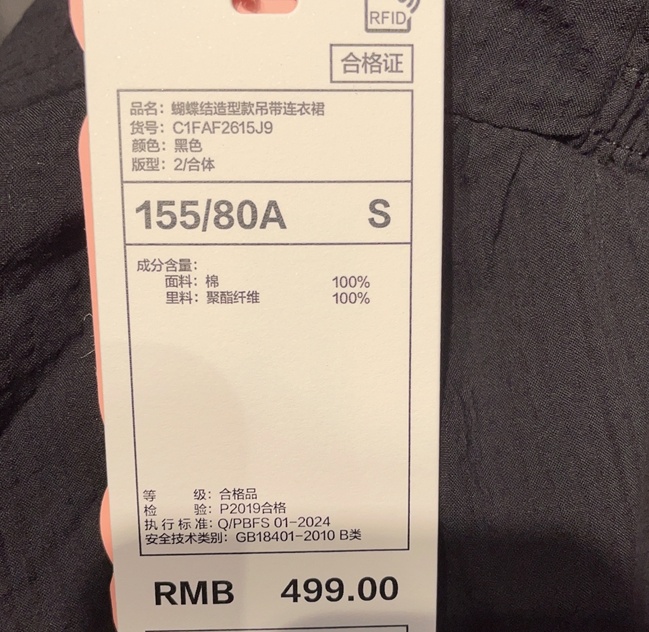 RFID
合格证
品名：蝴蝶结造型款吊带连衣裙
货号：C1FAF2615J9
颜色：黑色
版型：2/合体
155/80A S
成分含量：
面料：棉 100%
里料：聚酯纤维 100%
等 级：合格品
检 验：P2019合格
执行标准：Q/PBFS 01-2024
安全技术类别：GB18401-2010 B类
RMB 499.00